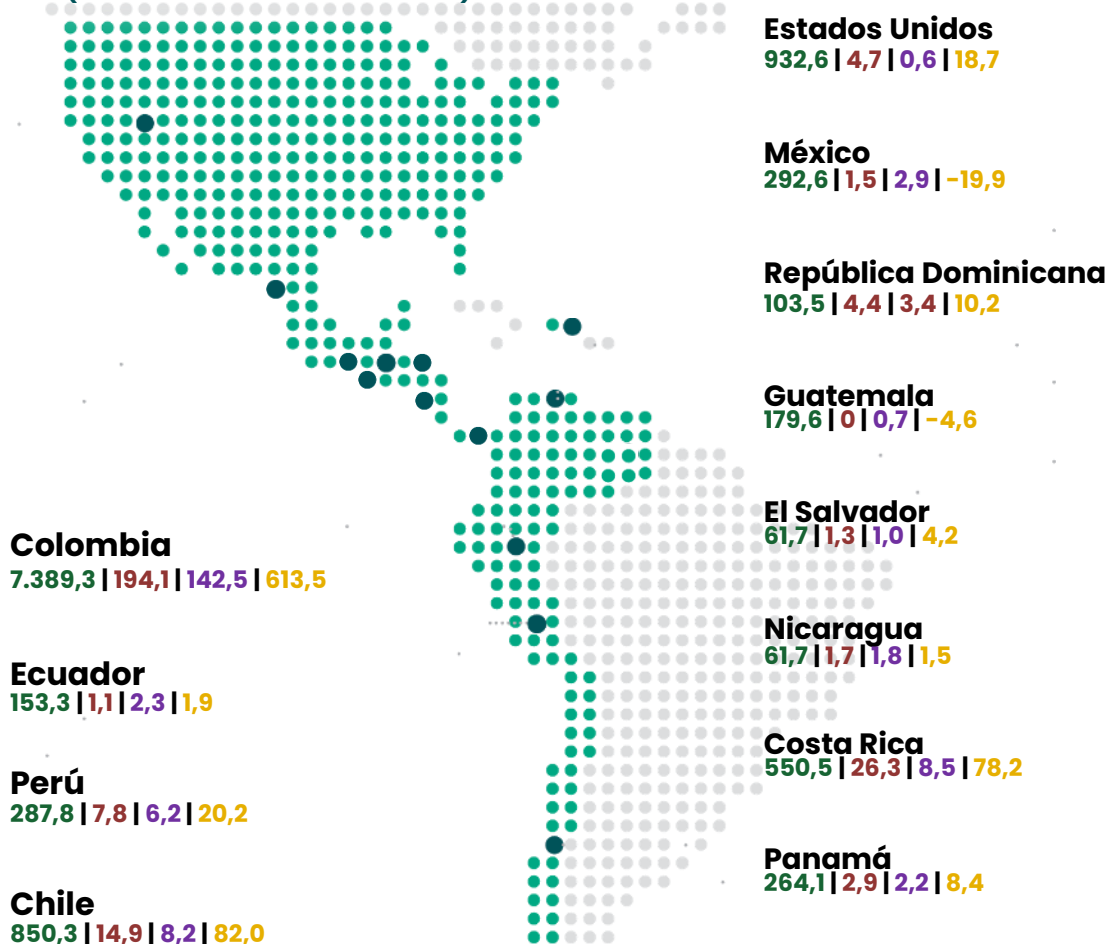 Estados Unidos
932,6 | 4,7 | 0,6 | 18,7
México
292,6 | 1,5 | 2,9 | -19,9
República Dominicana
103,5 | 4,4 | 3,4 | 10,2
Guatemala
179,6 | 0 | 0,7 | -4,6
El Salvador
61,7 | 1,3 | 1,0 | 4,2
Nicaragua
61,7 | 1,7 | 1,8 | 1,5
Costa Rica
550,5 | 26,3 | 8,5 | 78,2
Panamá
264,1 | 2,9 | 2,2 | 8,4
Colombia
7.389,3 | 194,1 | 142,5 | 613,5
Ecuador
153,3 | 1,1 | 2,3 | 1,9
Perú
287,8 | 7,8 | 6,2 | 20,2
Chile
850,3 | 14,9 | 8,2 | 82,0